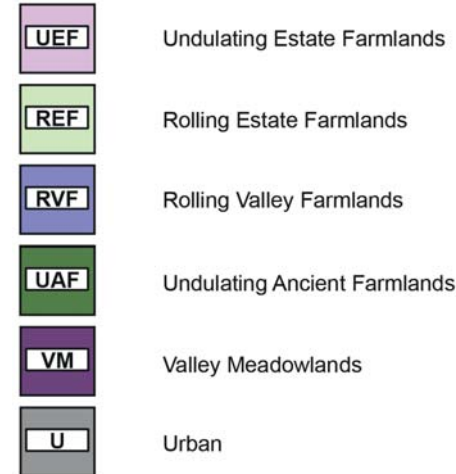 UEF Undulating Estate Farmlands
REF Rolling Estate Farmlands
RVF Rolling Valley Farmlands
UAF Undulating Ancient Farmlands
VM Valley Meadowlands
U Urban